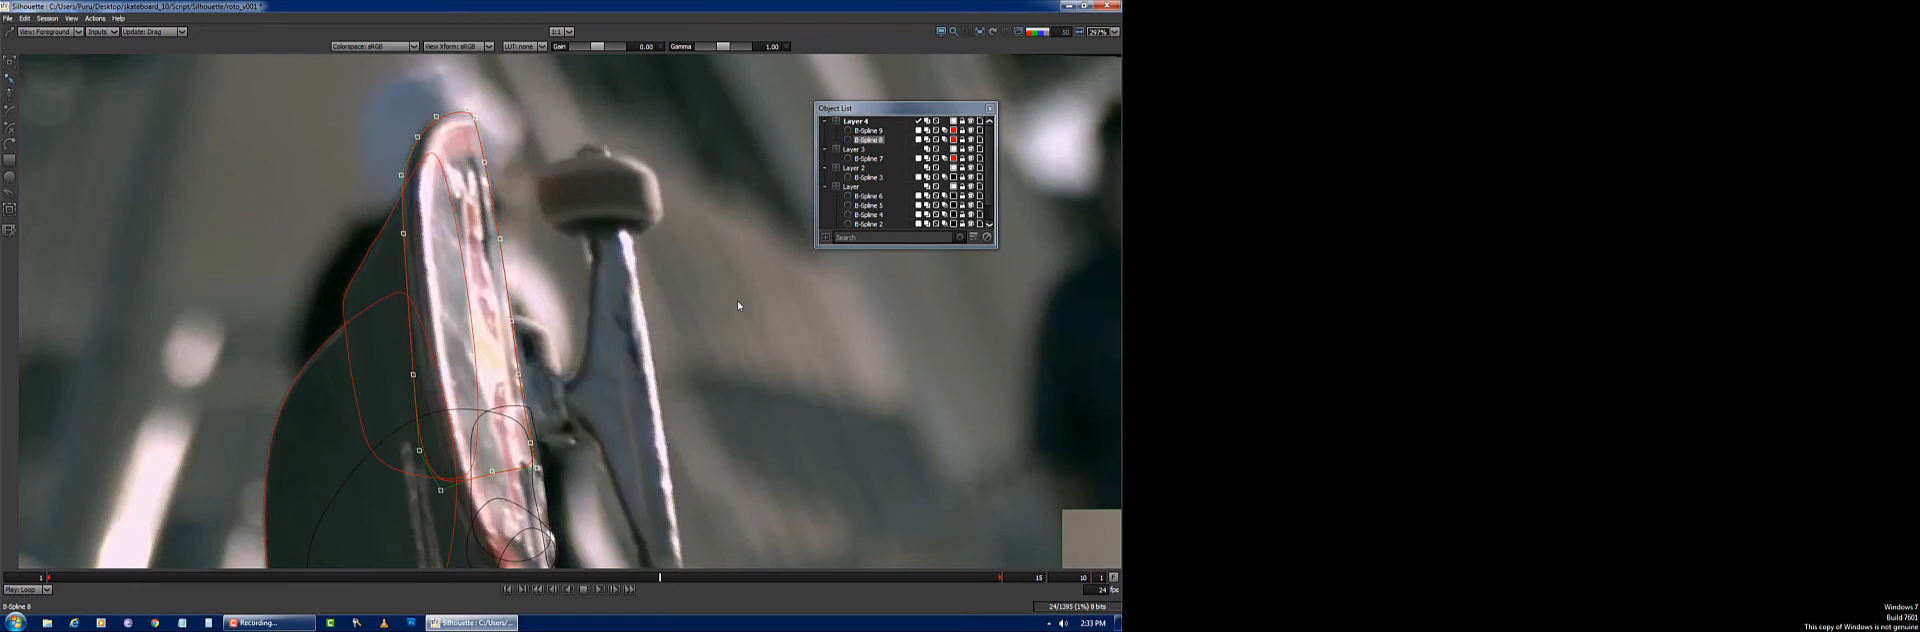 Silhouette : C:/Users/Puru/Desktop/skateboard_10/Script/Silhouette/roto_v001 *
File Edit Session View Actions Help
View: Foreground Inputs Update: Drag 1:1 50 297%
Colorspace: sRGB View Xform: sRGB LUT: none Gain 0.00 Gamma 1.00
Object List
Layer 4
B-Spline 9
B-Spline 8
Layer 3
B-Spline 7
Layer 2
B-Spline 3
Layer
B-Spline 6
B-Spline 5
B-Spline 4
B-Spline 2
Search
1 15 10 1
Play: Loop 24 fps
B-Spline 8 24/1395 (1%) 8 bits
Recording... Silhouette : C:/Users/... 2:33 PM
Windows 7
Build 7601
This copy of Windows is not genuine